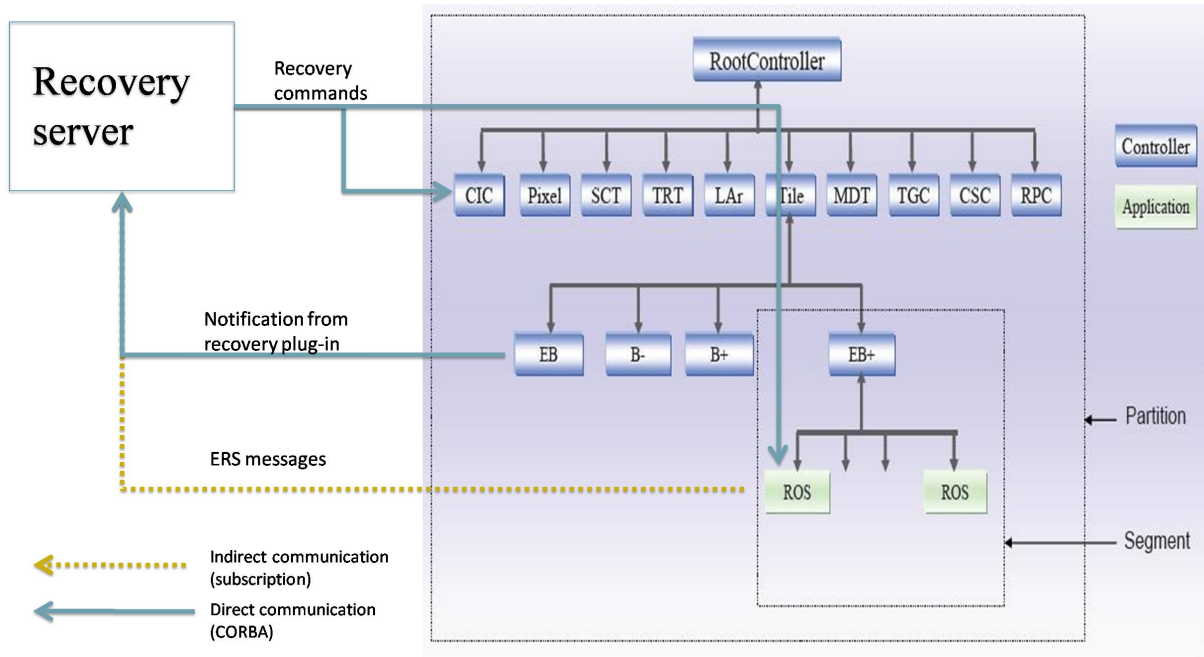 Recovery
server
Recovery
commands
RootController
CIC
Pixel
SCT
TRT
LAr
Tile
MDT
TGC
CSC
RPC
Controller
Application
Notification from
recovery plug-in
EB
B-
B+
EB+
Partition
ERS messages
ROS
ROS
Segment
Indirect communication
(subscription)
Direct communication
(CORBA)